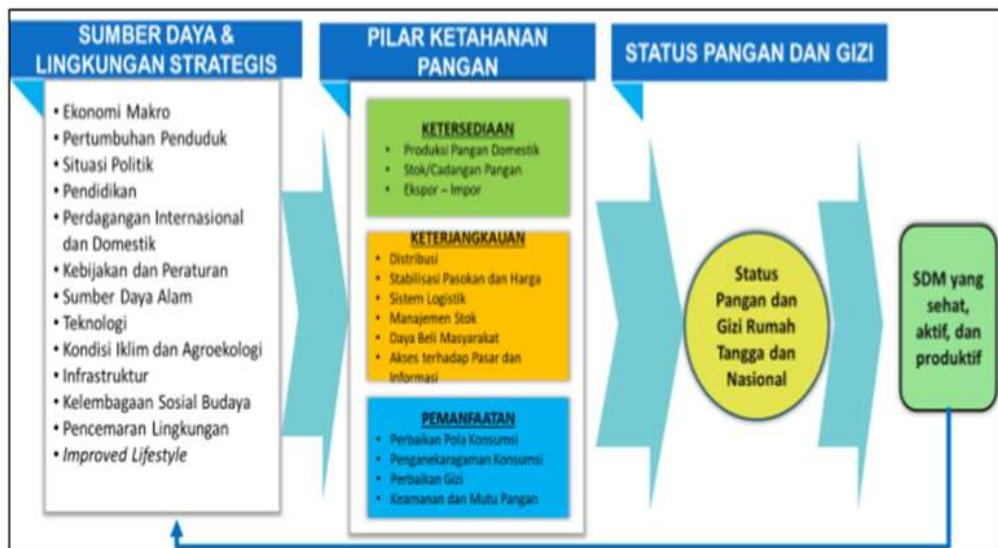 SUMBER DAYA &
LINGKUNGAN STRATEGIS
• Ekonomi Makro
• Pertumbuhan Penduduk
• Situasi Politik
• Pendidikan
• Perdagangan Internasional
dan Domestik
• Kebijakan dan Peraturan
• Sumber Daya Alam
• Teknologi
• Kondisi Iklim dan Agroekologi
• Infrastruktur
• Kelembagaan Sosial Budaya
• Pencemaran Lingkungan
• Improved Lifestyle
PILAR KETAHANAN
PANGAN
KETERSEDIAAN
• Produksi Pangan Domestik
• Stok/Cadangan Pangan
• Ekspor – Impor
KETERJANGKAUAN
• Distribusi
• Stabilisasi Pasokan dan Harga
• Sistem Logistik
• Manajemen Stok
• Daya Beli Masyarakat
• Akses terhadap Pasar dan
Informasi
PEMANFAATAN
• Perbaikan Pola Konsumsi
• Penganekaragaman Konsumsi
• Perbaikan Gizi
• Keamanan dan Mutu Pangan
STATUS PANGAN DAN GIZI
Status
Pangan dan
Gizi Rumah
Tangga dan
Nasional
SDM yang
sehat,
aktif, dan
produktif